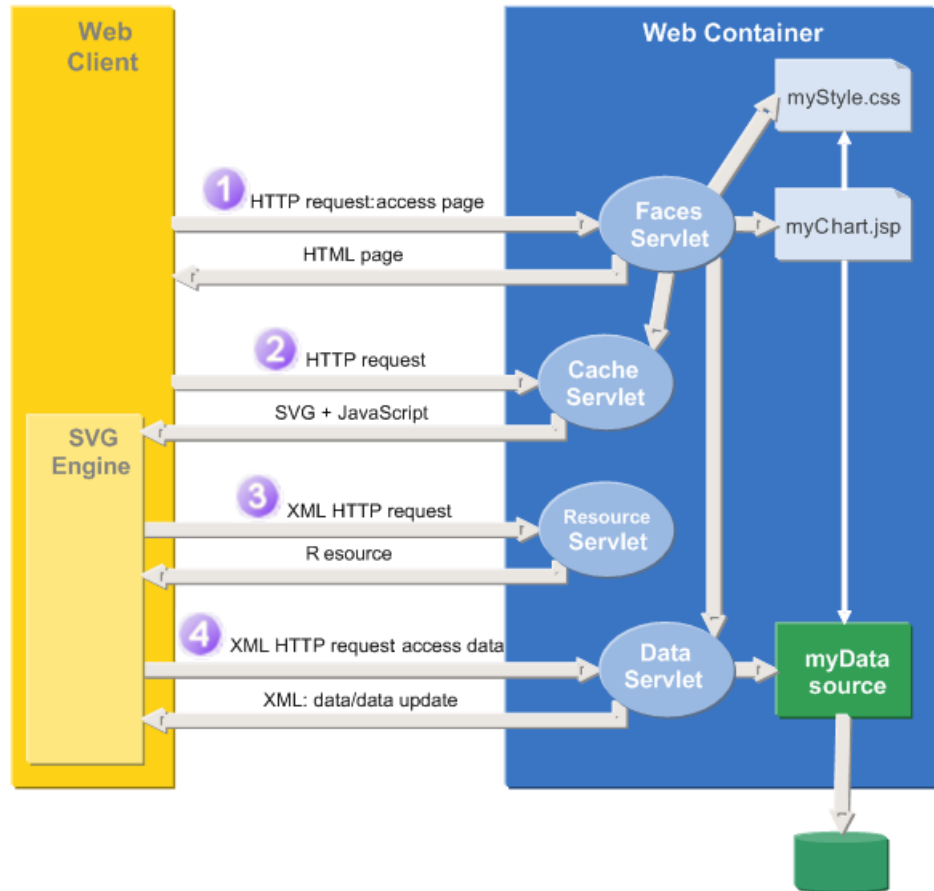 Web
Client
Web Container
myStyle.css
1
HTTP request:access page
Faces
Servlet
myChart.jsp
HTML page
2
HTTP request
Cache
Servlet
SVG + JavaScript
SVG
Engine
3
XML HTTP request
Resource
Servlet
R esource
4
XML HTTP request access data
Data
Servlet
myData
source
XML: data/data update